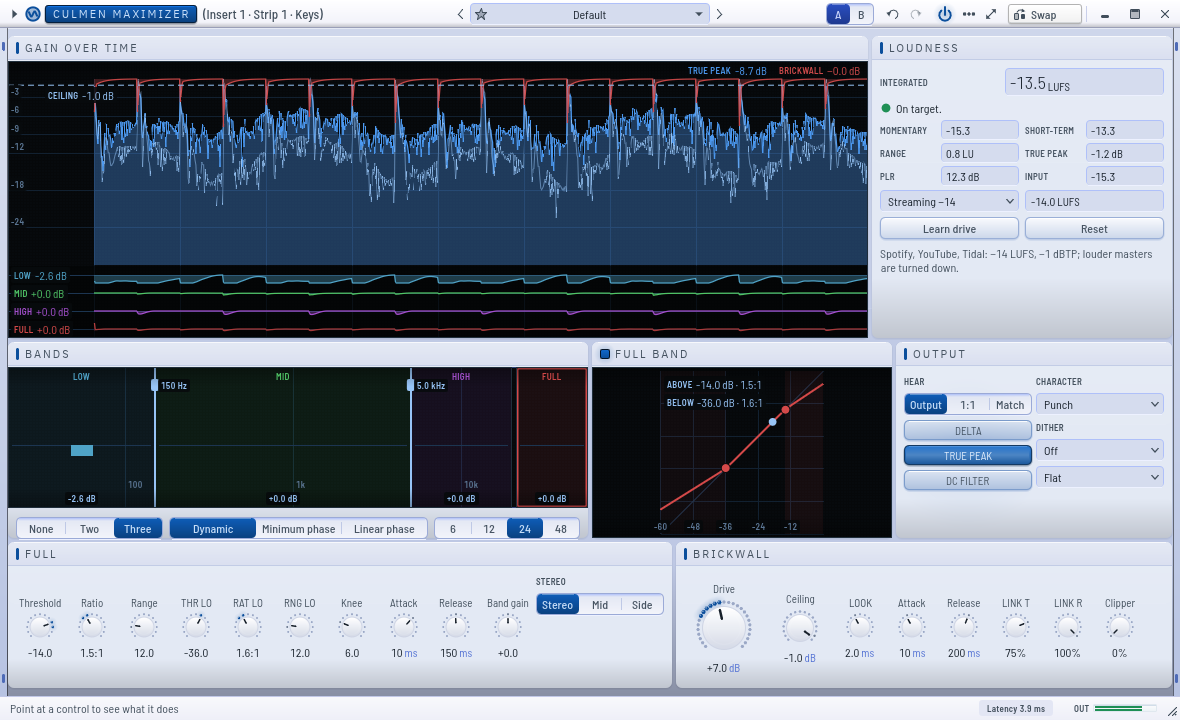 CULMEN MAXIMIZER (Insert 1 · Strip 1 · Keys) Default A B Swap
GAIN OVER TIME
TRUE PEAK -8.7 dB BRICKWALL −0.0 dB
CEILING −1.0 dB
-3
-6
-9
-12
-18
-24
LOW -2.6 dB
MID +0.0 dB
HIGH +0.0 dB
FULL +0.0 dB
LOUDNESS
INTEGRATED −13.5 LUFS
On target.
MOMENTARY -15.3 SHORT-TERM -13.3
RANGE 0.8 LU TRUE PEAK -1.2 dB
PLR 12.3 dB INPUT -15.3
Streaming −14 -14.0 LUFS
Learn drive Reset
Spotify, YouTube, Tidal: −14 LUFS, −1 dBTP; louder masters
are turned down.
BANDS
LOW MID HIGH FULL
150 Hz 5.0 kHz
100 1k 10k
-2.6 dB +0.0 dB +0.0 dB +0.0 dB
None Two Three Dynamic Minimum phase Linear phase 6 12 24 48
FULL BAND
ABOVE -14.0 dB · 1.5:1
BELOW -36.0 dB · 1.6:1
-60 -48 -36 -24 -12
OUTPUT
HEAR CHARACTER
Output 1:1 Match Punch
DELTA DITHER
TRUE PEAK Off
DC FILTER Flat
FULL
STEREO
Stereo Mid Side
Threshold Ratio Range THR LO RAT LO RNG LO Knee Attack Release Band gain
-14.0 1.5:1 12.0 -36.0 1.6:1 12.0 6.0 10 ms 150 ms +0.0
BRICKWALL
Drive Ceiling LOOK Attack Release LINK T LINK R Clipper
+7.0 dB -1.0 dB 2.0 ms 10 ms 200 ms 75% 100% 0%
Point at a control to see what it does Latency 3.9 ms OUT